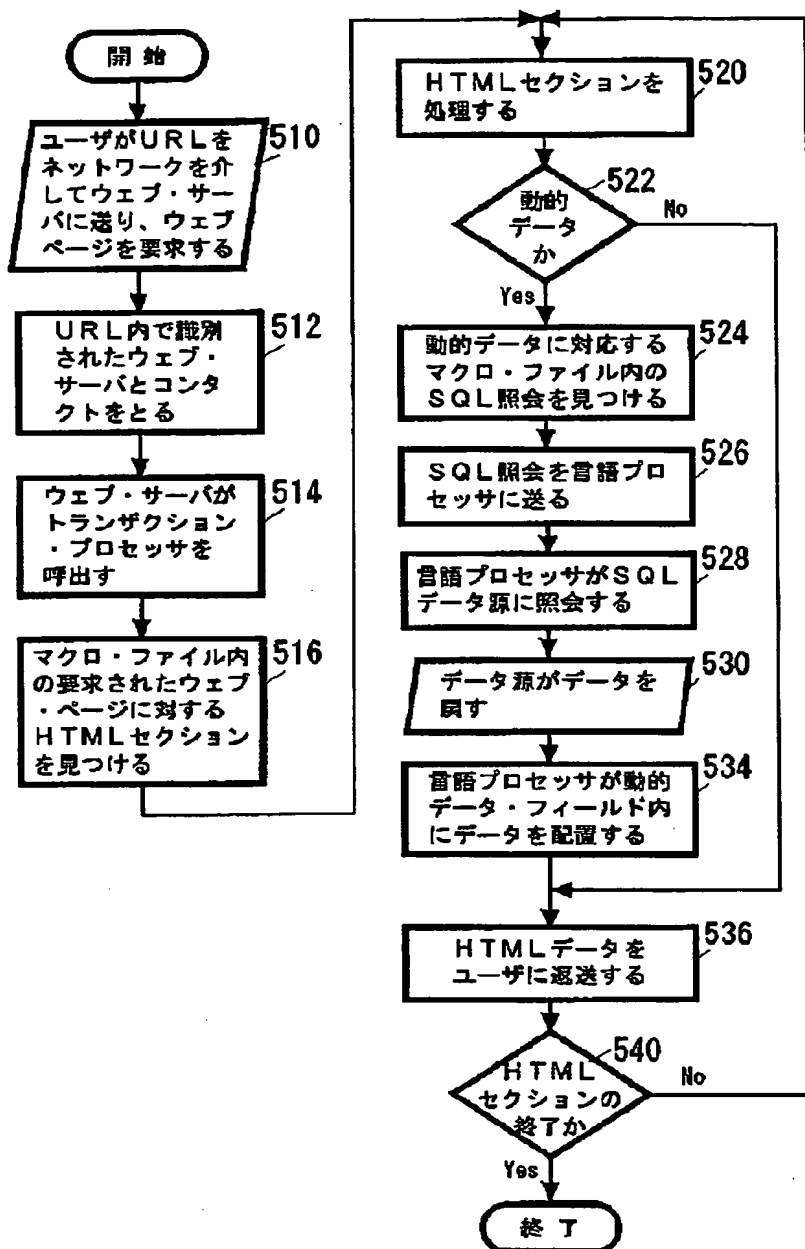 開始
ユーザがURLを
ネットワークを介
してウェブ・サー
バに送り、ウェブ
ページを要求する
510
URL内で識別
されたウェブ・
サーバとコンタ
クトをとる
512
ウェブ・サーバが
トランザクション
・プロセッサを
呼出す
514
マクロ・ファイル内
の要求されたウェブ
・ページに対する
HTMLセクション
を見つける
516
HTMLセクションを
処理する
520
動的
データ
か
522
No
Yes
動的データに対応する
マクロ・ファイル内の
SQL照会を見つける
524
SQL照会を言語プロ
セッサに送る
526
言語プロセッサがSQL
データ源に照会する
528
データ源がデータを
戻す
530
言語プロセッサが動的
データ・フィールド内
にデータを配置する
534
HTMLデータを
ユーザに返送する
536
HTML
セクションの
終了か
540
No
Yes
終了